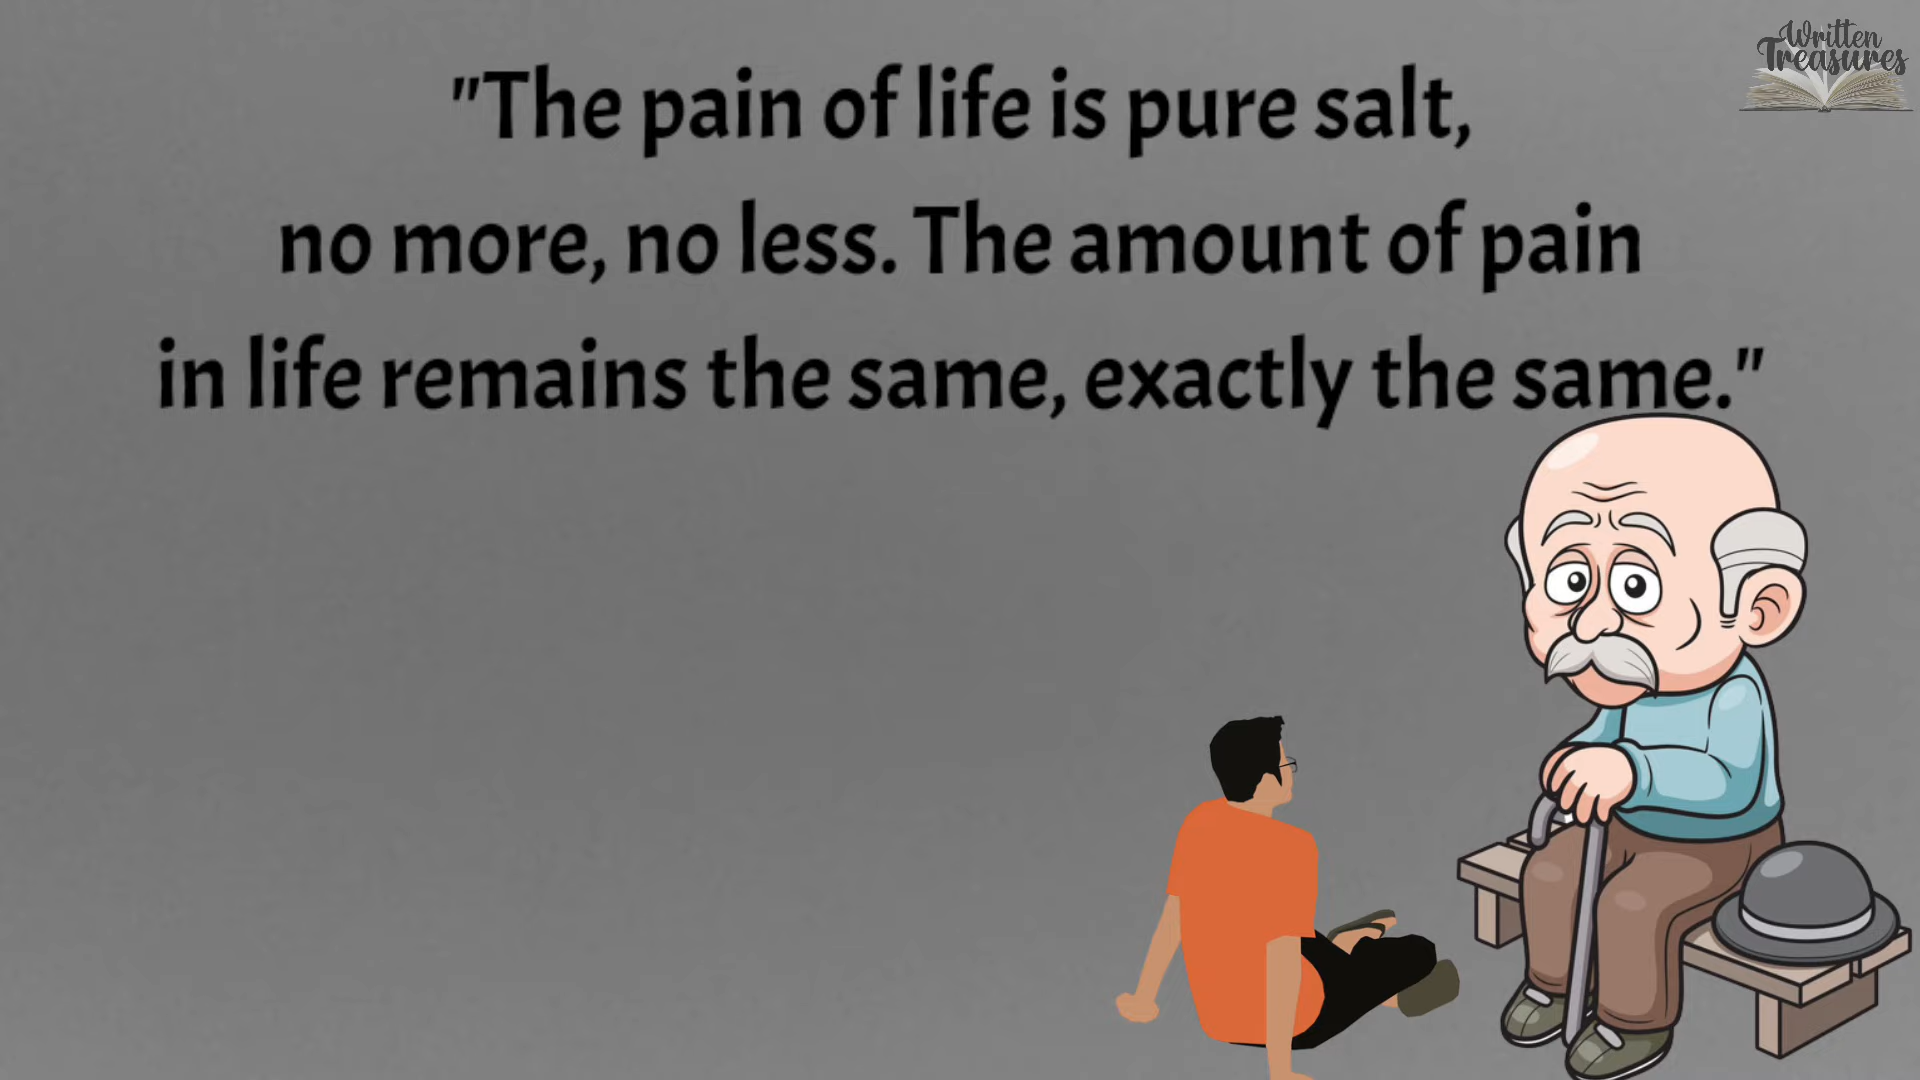 Written
Treasures
"The pain of life is pure salt,
no more, no less. The amount of pain
in life remains the same, exactly the same."